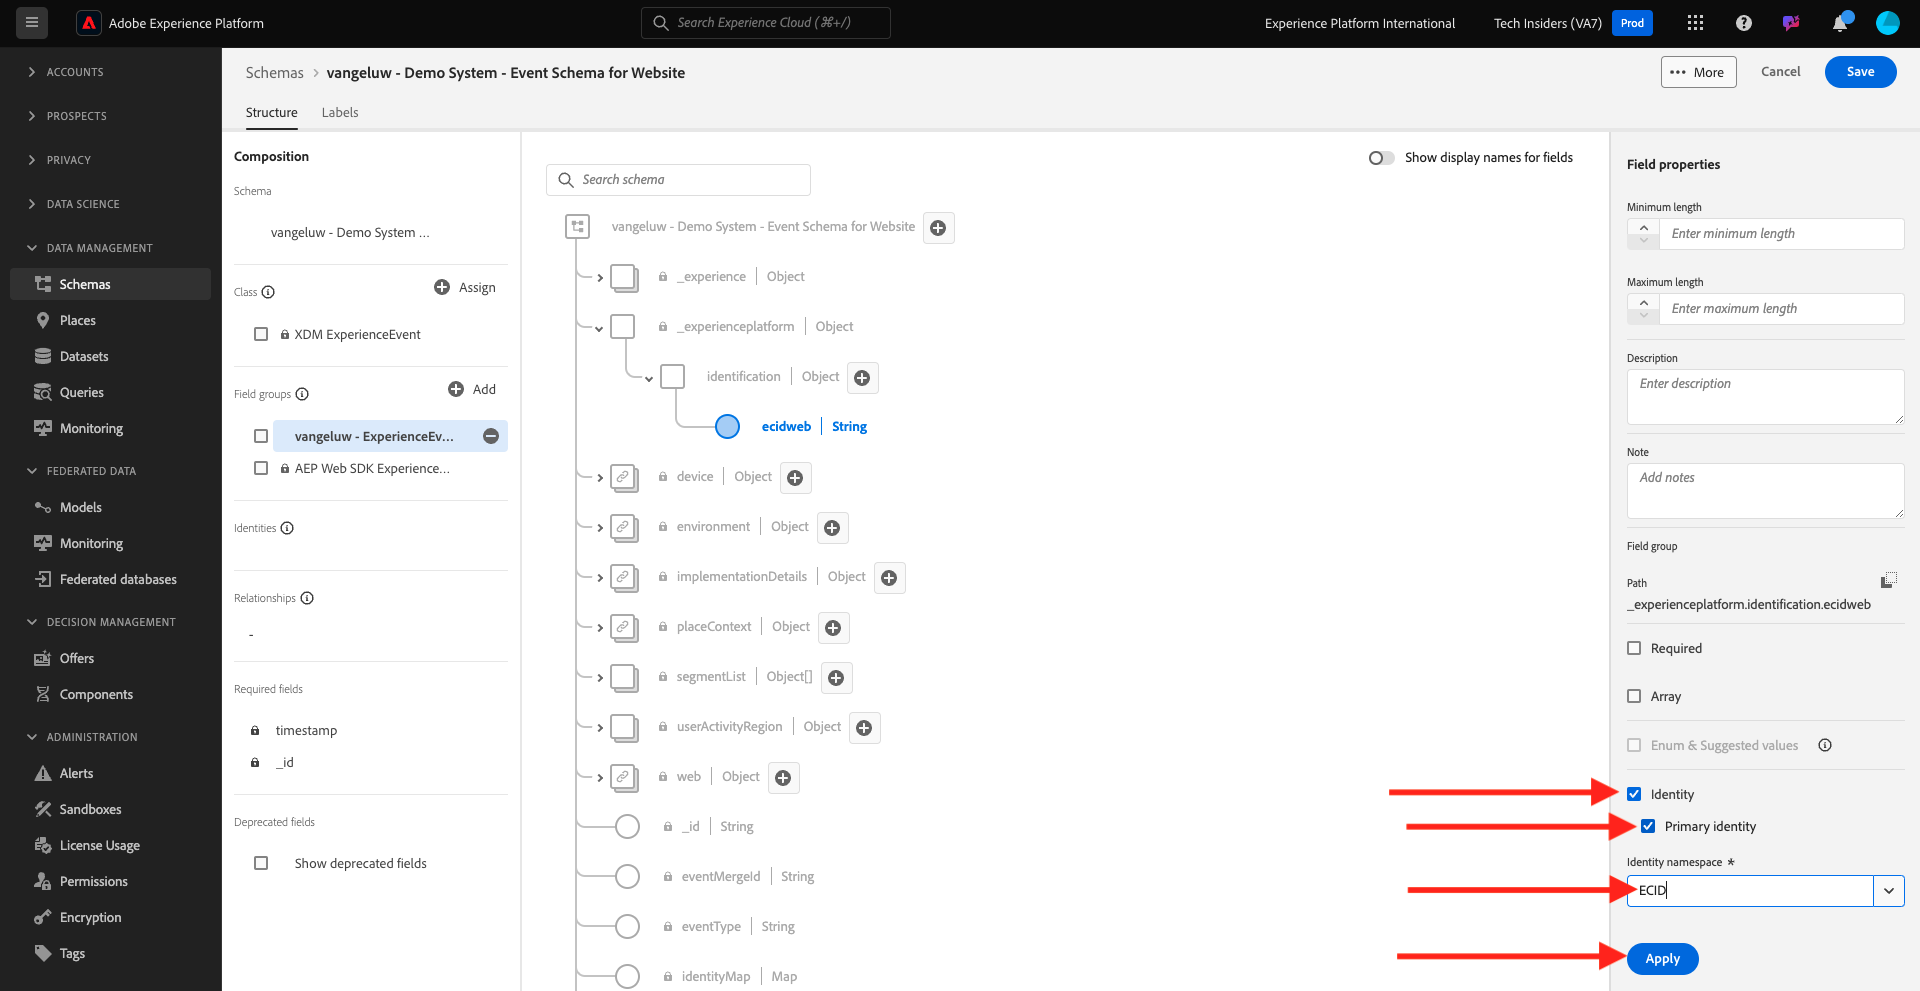 Adobe Experience Platform
Search Experience Cloud (⌘+/)
Experience Platform International
Tech Insiders (VA7)
Prod
ACCOUNTS
PROSPECTS
PRIVACY
DATA SCIENCE
DATA MANAGEMENT
Schemas
Places
Datasets
Queries
Monitoring
FEDERATED DATA
Models
Monitoring
Federated databases
DECISION MANAGEMENT
Offers
Components
ADMINISTRATION
Alerts
Sandboxes
License Usage
Permissions
Encryption
Tags
Schemas > vangeluw - Demo System - Event Schema for Website
••• More
Cancel
Save
Structure
Labels
Composition
Schema
vangeluw - Demo System ...
Class
Assign
XDM ExperienceEvent
Field groups
Add
vangeluw - ExperienceEv...
AEP Web SDK Experience...
Identities
Relationships
-
Required fields
timestamp
_id
Deprecated fields
Show deprecated fields
Search schema
Show display names for fields
vangeluw - Demo System - Event Schema for Website
_experience | Object
_experienceplatform | Object
identification | Object
ecidweb | String
device | Object
environment | Object
implementationDetails | Object
placeContext | Object
segmentList | Object[]
userActivityRegion | Object
web | Object
_id | String
eventMergeId | String
eventType | String
identityMap | Map
Field properties
Minimum length
Enter minimum length
Maximum length
Enter maximum length
Description
Enter description
Note
Add notes
Field group
Path
_experienceplatform.identification.ecidweb
Required
Array
Enum & Suggested values
Identity
Primary identity
Identity namespace *
ECID
Apply